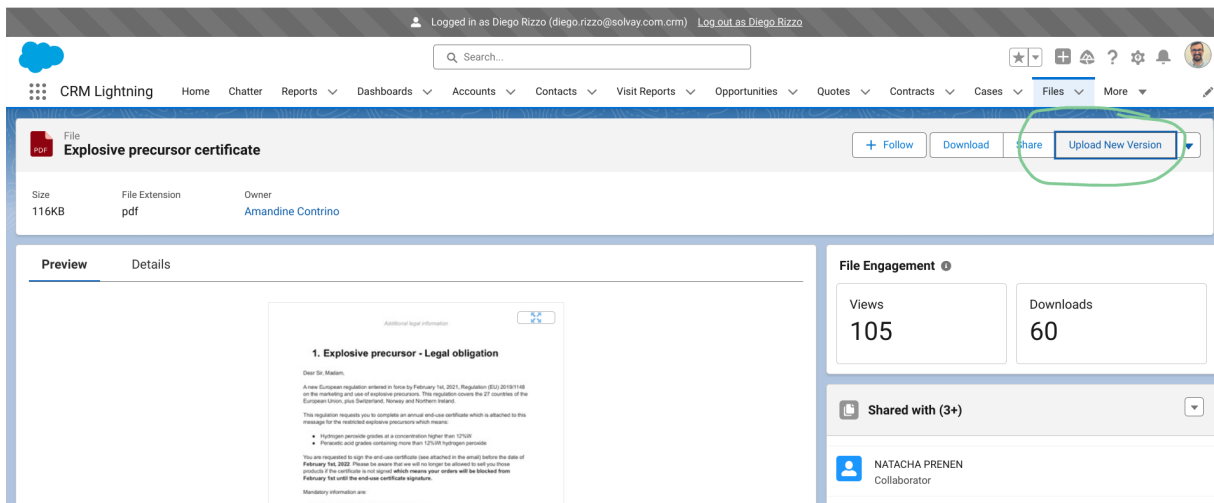 Logged in as Diego Rizzo (diego.rizzo@solvay.com.crm) Log out as Diego Rizzo
Search...
CRM Lightning Home Chatter Reports Dashboards Accounts Contacts Visit Reports Opportunities Quotes Contracts Cases Files More
PDF
File
Explosive precursor certificate
Follow Download Share Upload New Version
Size File Extension Owner
116KB pdf Amandine Contrino
Preview Details
Additional legal information
1. Explosive precursor - Legal obligation
Dear Sir, Madam,
A new European regulation entered in force by February 1st, 2021, Regulation (EU) 2019/1148
on the marketing and use of explosive precursors. This regulation covers the 27 countries of the
European Union, plus Switzerland, Norway and Northern Ireland.
This regulation requests you to complete an annual end-use certificate which is attached to this
message for the restricted explosive precursors which means:
• Hydrogen peroxide grades at a concentration higher than 12%W
• Peracetic acid grades containing more than 12%W hydrogen peroxide
You are requested to sign the end-use certificate (see attached in the email) before the date of
February 1st, 2022. Please be aware that we will no longer be allowed to sell you those
products if the certificate is not signed which means your orders will be blocked from
February 1st until the end-use certificate signature.
Mandatory information are:
File Engagement
Views Downloads
105 60
Shared with (3+)
NATACHA PRENEN
Collaborator